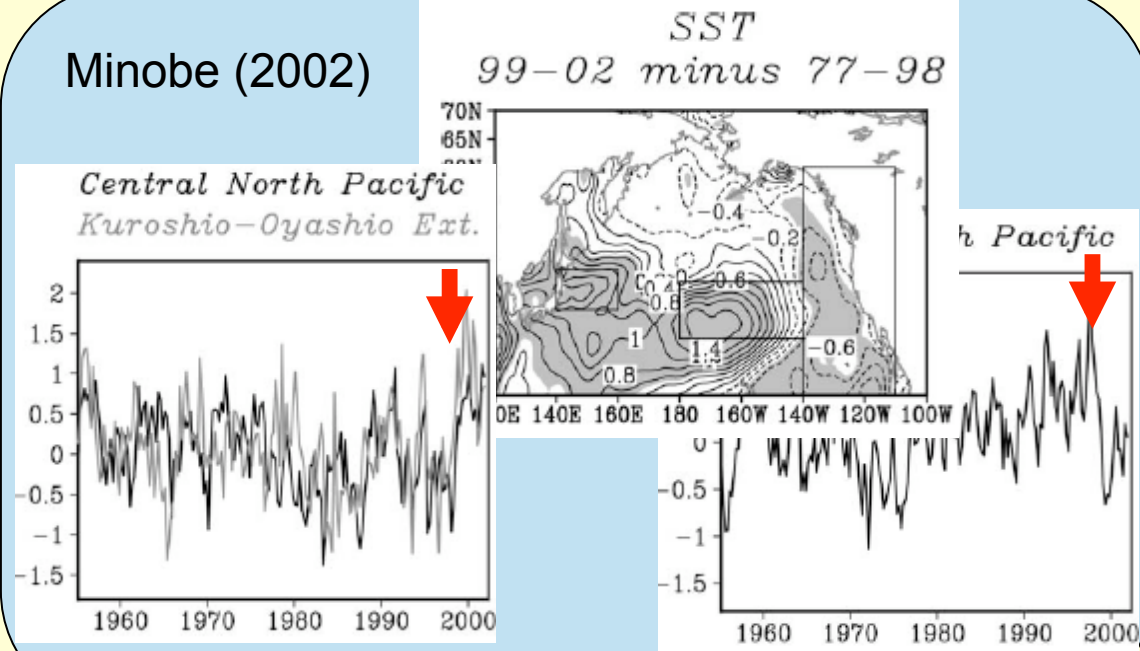 Minobe (2002)
SST
99-02 minus 77-98
70N
65N
-0.4
-0.2
0.6
0.8
1
1.4
-0.6
0.8
0E 140E 160E 180 160W 140W 120W 100W
Central North Pacific
Kuroshio-Oyashio Ext.
2
1.5
1
0.5
0
-0.5
-1
-1.5
1960 1970 1980 1990 2000
h Pacific
0
-0.5
-1
-1.5
1960 1970 1980 1990 2000